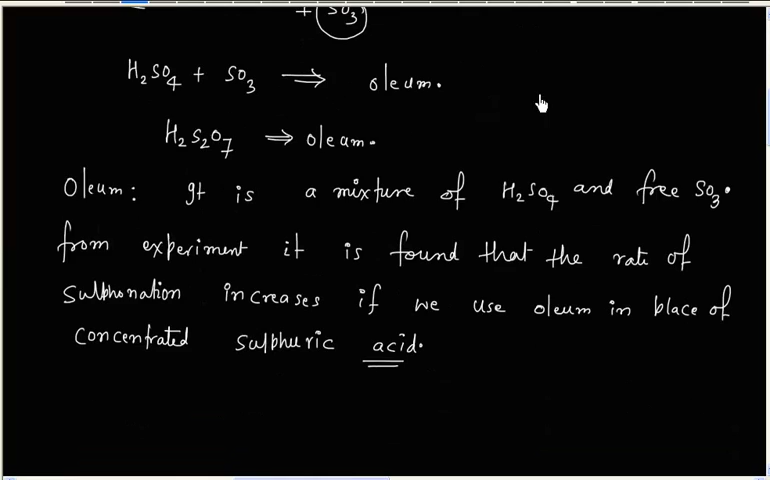 + SO3
H2SO4 + SO3 ⟹ oleum.
H2S2O7 ⟹ oleum.
Oleum: It is a mixture of H2SO4 and free SO3.
from experiment it is found that the rate of
Sulphonation increases if we use oleum in place of
Concentrated sulphuric acid.